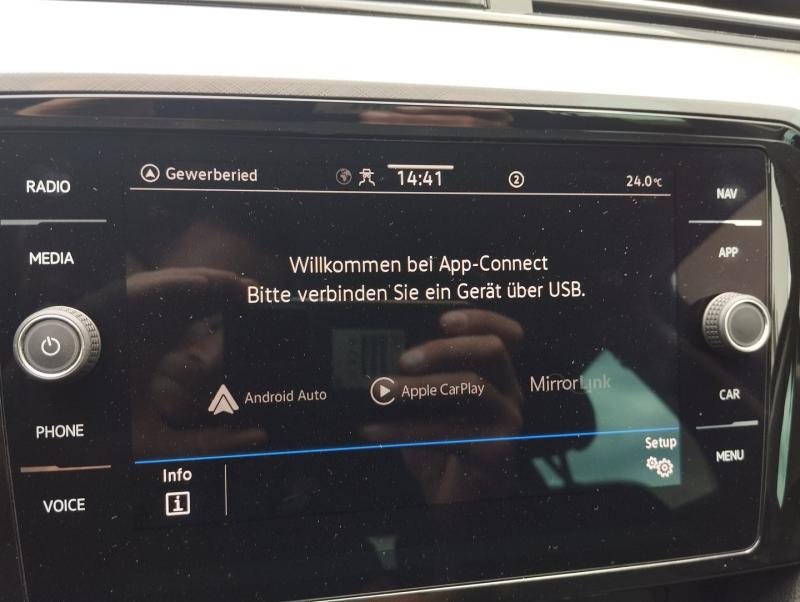 Gewerberied
14:41
2
24.0°C
RADIO
MEDIA
PHONE
VOICE
Willkommen bei App-Connect
Bitte verbinden Sie ein Gerät über USB.
Android Auto
Apple CarPlay
MirrorLink
Info
i
Setup
NAV
APP
CAR
MENU